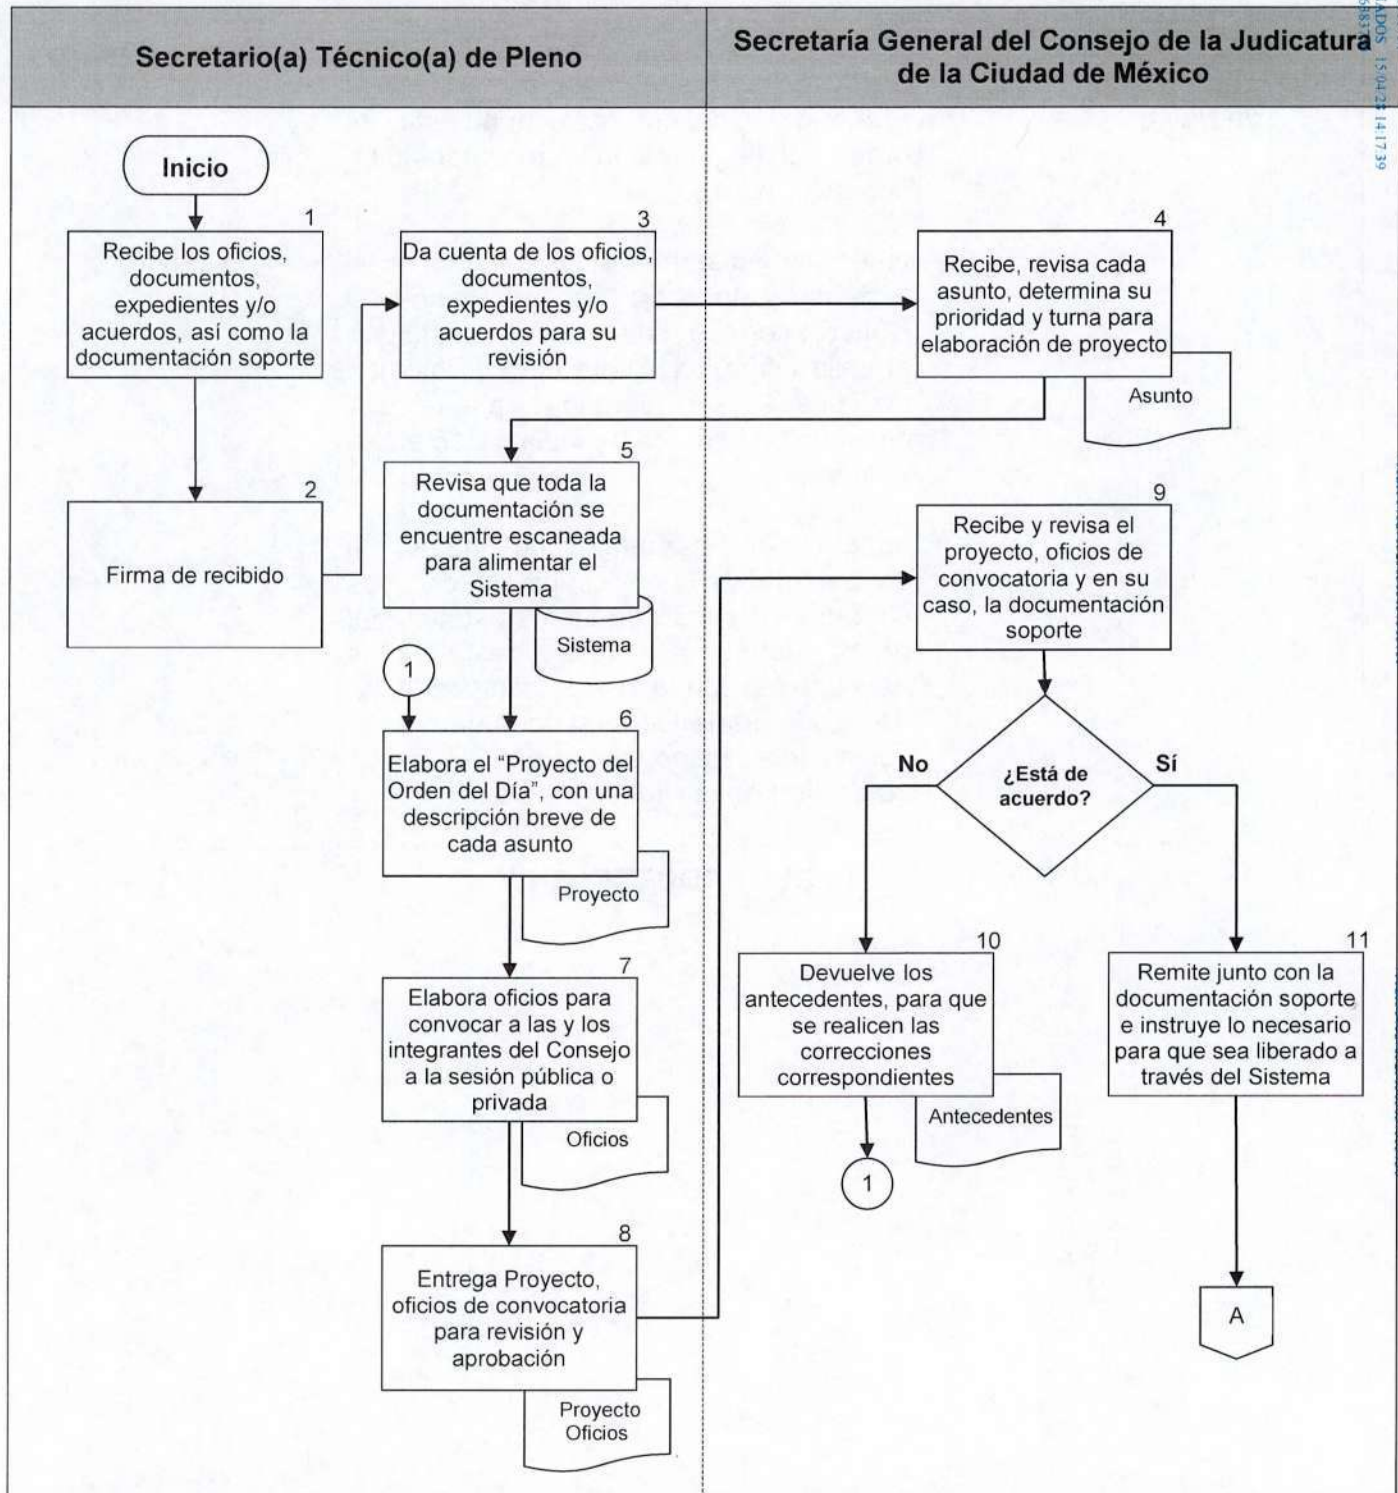 Secretario(a) Técnico(a) de Pleno
Secretaría General del Consejo de la Judicatura
de la Ciudad de México
15/04/28 14:17:39
Inicio
1
Recibe los oficios,
documentos,
expedientes y/o
acuerdos, así como la
documentación soporte
2
Firma de recibido
3
Da cuenta de los oficios,
documentos,
expedientes y/o
acuerdos para su
revisión
4
Recibe, revisa cada
asunto, determina su
prioridad y turna para
elaboración de proyecto
Asunto
5
Revisa que toda la
documentación se
encuentre escaneada
para alimentar el
Sistema
Sistema
1
6
Elabora el “Proyecto del
Orden del Día”, con una
descripción breve de
cada asunto
Proyecto
7
Elabora oficios para
convocar a las y los
integrantes del Consejo
a la sesión pública o
privada
Oficios
8
Entrega Proyecto,
oficios de convocatoria
para revisión y
aprobación
Proyecto
Oficios
9
Recibe y revisa el
proyecto, oficios de
convocatoria y en su
caso, la documentación
soporte
¿Está de
acuerdo?
No
Sí
10
Devuelve los
antecedentes, para que
se realicen las
correcciones
correspondientes
Antecedentes
1
11
Remite junto con la
documentación soporte
e instruye lo necesario
para que sea liberado a
través del Sistema
A